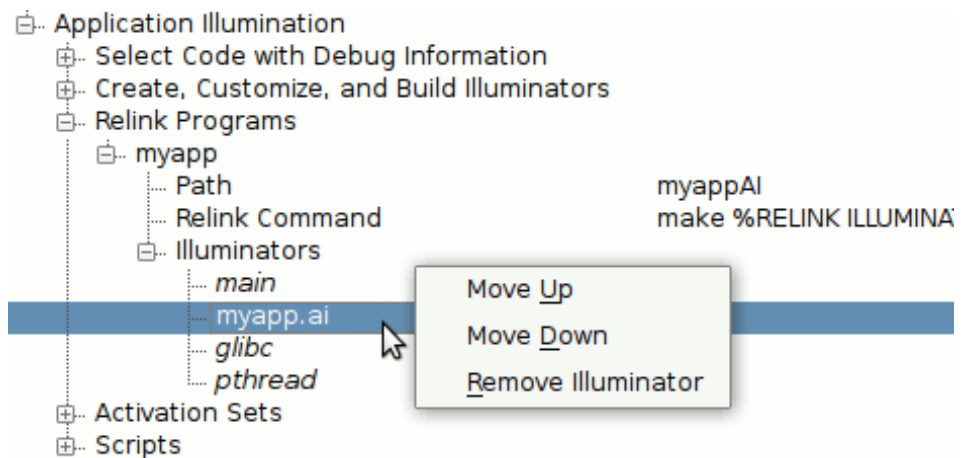 Application Illumination
Select Code with Debug Information
Create, Customize, and Build Illuminators
Relink Programs
myapp
Path myappAI
Relink Command make %RELINK ILLUMINAT
Illuminators
main
Move Up
myapp.ai
Move Down
glibc
pthread
Remove Illuminator
Activation Sets
Scripts